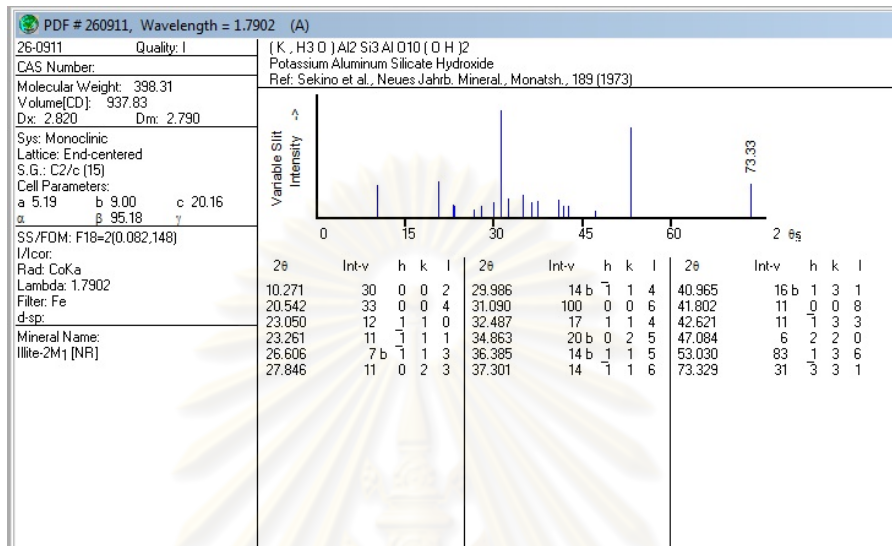 PDF # 260911, Wavelength = 1.7902 (A)
26-0911 Quality: I
CAS Number:
Molecular Weight: 398.31
Volume[CD]: 937.83
Dx: 2.820 Dm: 2.790
Sys: Monoclinic
Lattice: End-centered
S.G.: C2/c (15)
Cell Parameters:
a 5.19 b 9.00 c 20.16
α β 95.18 γ
SS/FOM: F18=2(0.082,148)
I/Icor:
Rad: CoKa
Lambda: 1.7902
Filter: Fe
d-sp:
Mineral Name:
Illite-2M1 [NR]
( K , H3 O ) Al2 Si3 Al O10 ( O H )2
Potassium Aluminum Silicate Hydroxide
Ref: Sekino et al., Neues Jahrb. Mineral., Monatsh., 189 (1973)
Variable Slit
Intensity ->
73.33
0 15 30 45 60 2 θs
2θ Int-v h k l 2θ Int-v h k l 2θ Int-v h k l
10.271 30 0 0 2 29.986 14 b 1̅ 1 4 40.965 16 b 1 3 1
20.542 33 0 0 4 31.090 100 0 0 6 41.802 11 0 0 8
23.050 12 1 1 0 32.487 17 1 1 4 42.621 11 1̅ 3 3
23.261 11 1̅ 1 1 34.863 20 b 0 2 5 47.084 6 2 2 0
26.606 7 b 1̅ 1 3 36.385 14 b 1 1 5 53.030 83 1 3 6
27.846 11 0 2 3 37.301 14 1̅ 1 6 73.329 31 3̅ 3 1